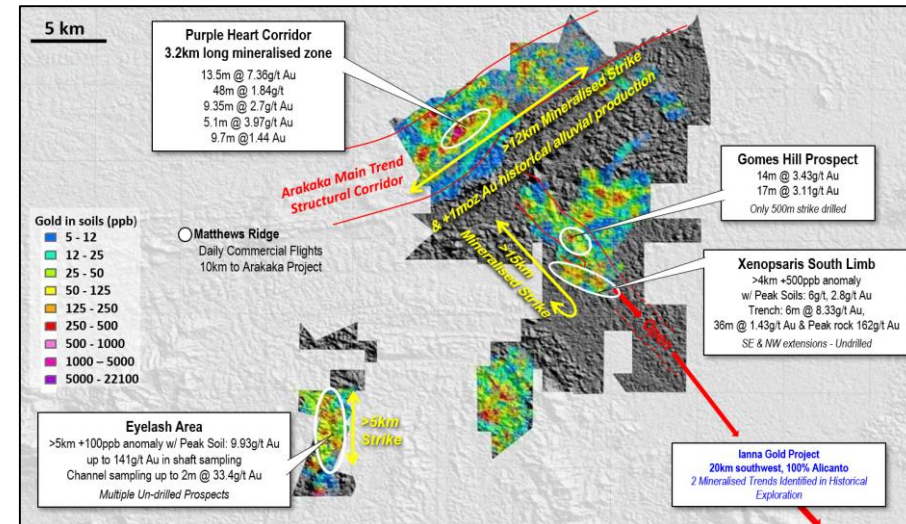 5 km
Purple Heart Corridor
3.2km long mineralised zone
13.5m @ 7.36g/t Au
48m @ 1.84g/t
9.35m @ 2.7g/t Au
5.1m @ 3.97g/t Au
9.7m @1.44 Au
Arakaka Main Trend
Structural Corridor
>12km Mineralised Strike
& +1moz Au historical alluvial production
Gomes Hill Prospect
14m @ 3.43g/t Au
17m @ 3.11g/t Au
Only 500m strike drilled
Gold in soils (ppb)
5 - 12
12 - 25
25 - 50
50 - 125
125 - 250
250 - 500
500 - 1000
1000 – 5000
5000 - 22100
Matthews Ridge
Daily Commercial Flights
10km to Arakaka Project
>15km
Mineralised Strike
Xenopsaris South Limb
>4km +500ppb anomaly
w/ Peak Soils: 6g/t, 2.8g/t Au
Trench: 6m @ 8.33g/t Au,
36m @ 1.43g/t Au & Peak rock 162g/t Au
SE & NW extensions - Undrilled
Open
Eyelash Area
>5km +100ppb anomaly w/ Peak Soil: 9.93g/t Au
up to 141g/t Au in shaft sampling
Channel sampling up to 2m @ 33.4g/t Au
Multiple Un-drilled Prospects
>5km
Strike
Ianna Gold Project
20km southwest, 100% Alicanto
2 Mineralised Trends Identified in Historical
Exploration